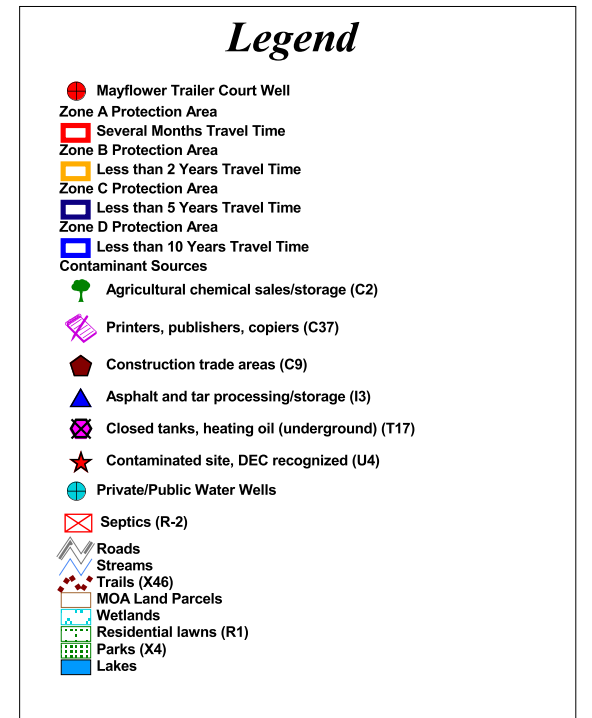 Legend
Mayflower Trailer Court Well
Zone A Protection Area
Several Months Travel Time
Zone B Protection Area
Less than 2 Years Travel Time
Zone C Protection Area
Less than 5 Years Travel Time
Zone D Protection Area
Less than 10 Years Travel Time
Contaminant Sources
Agricultural chemical sales/storage (C2)
Printers, publishers, copiers (C37)
Construction trade areas (C9)
Asphalt and tar processing/storage (I3)
Closed tanks, heating oil (underground) (T17)
Contaminated site, DEC recognized (U4)
Private/Public Water Wells
Septics (R-2)
Roads
Streams
Trails (X46)
MOA Land Parcels
Wetlands
Residential lawns (R1)
Parks (X4)
Lakes